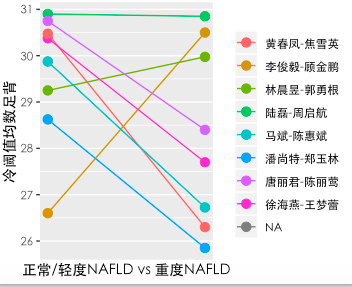 冷阈值均数足背
31
30
29
28
27
26
正常/轻度NAFLD vs 重度NAFLD
黄春凤-焦雪英
李俊毅-顾金鹏
林晨昱-郭勇根
陆磊-周启航
马斌-陈惠斌
潘尚特-郑玉林
唐丽君-陈丽莺
徐海燕-王梦蕾
NA